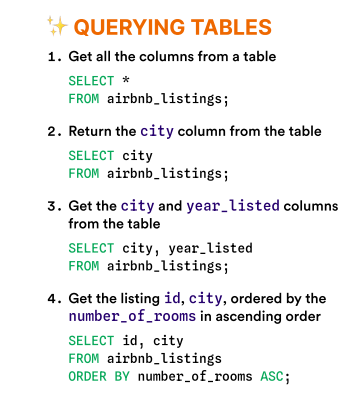 ✨ QUERYING TABLES
1. Get all the columns from a table
SELECT *
FROM airbnb_listings;
2. Return the city column from the table
SELECT city
FROM airbnb_listings;
3. Get the city and year_listed columns
from the table
SELECT city, year_listed
FROM airbnb_listings;
4. Get the listing id, city, ordered by the
number_of_rooms in ascending order
SELECT id, city
FROM airbnb_listings
ORDER BY number_of_rooms ASC;